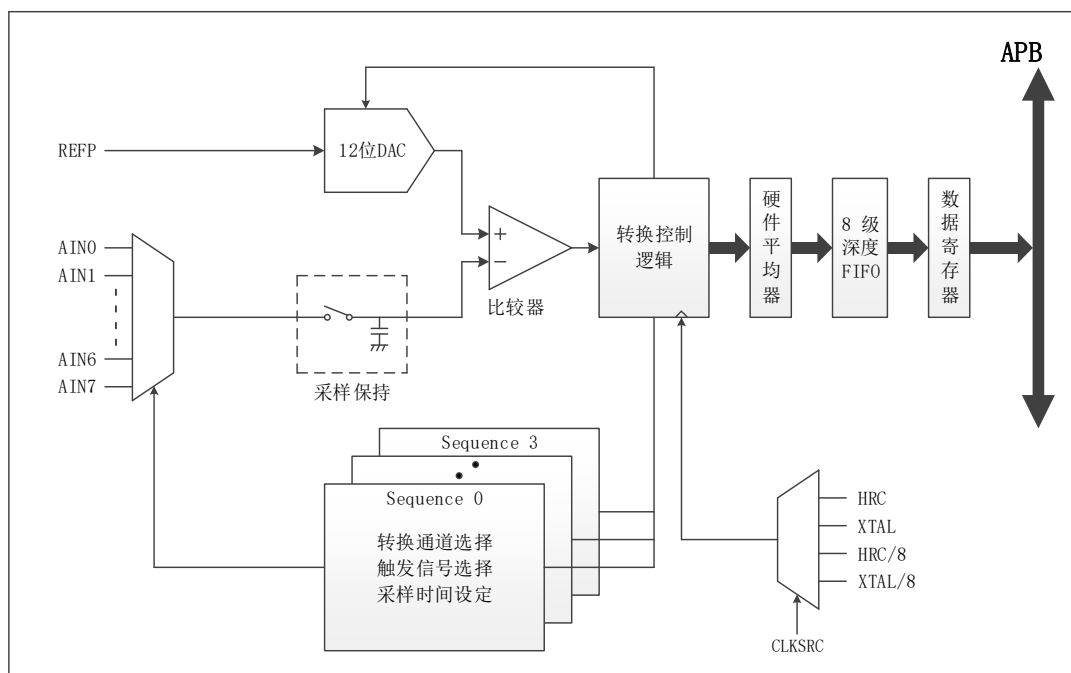 APB
REFP
12位DAC
AIN0
AIN1
AIN6
AIN7
采样保持
+
−
比较器
转换控制
逻辑
硬件平均器
8 级
深度
FIFO
数据寄存器
Sequence 3
Sequence 0
转换通道选择
触发信号选择
采样时间设定
HRC
XTAL
HRC/8
XTAL/8
CLKSRC